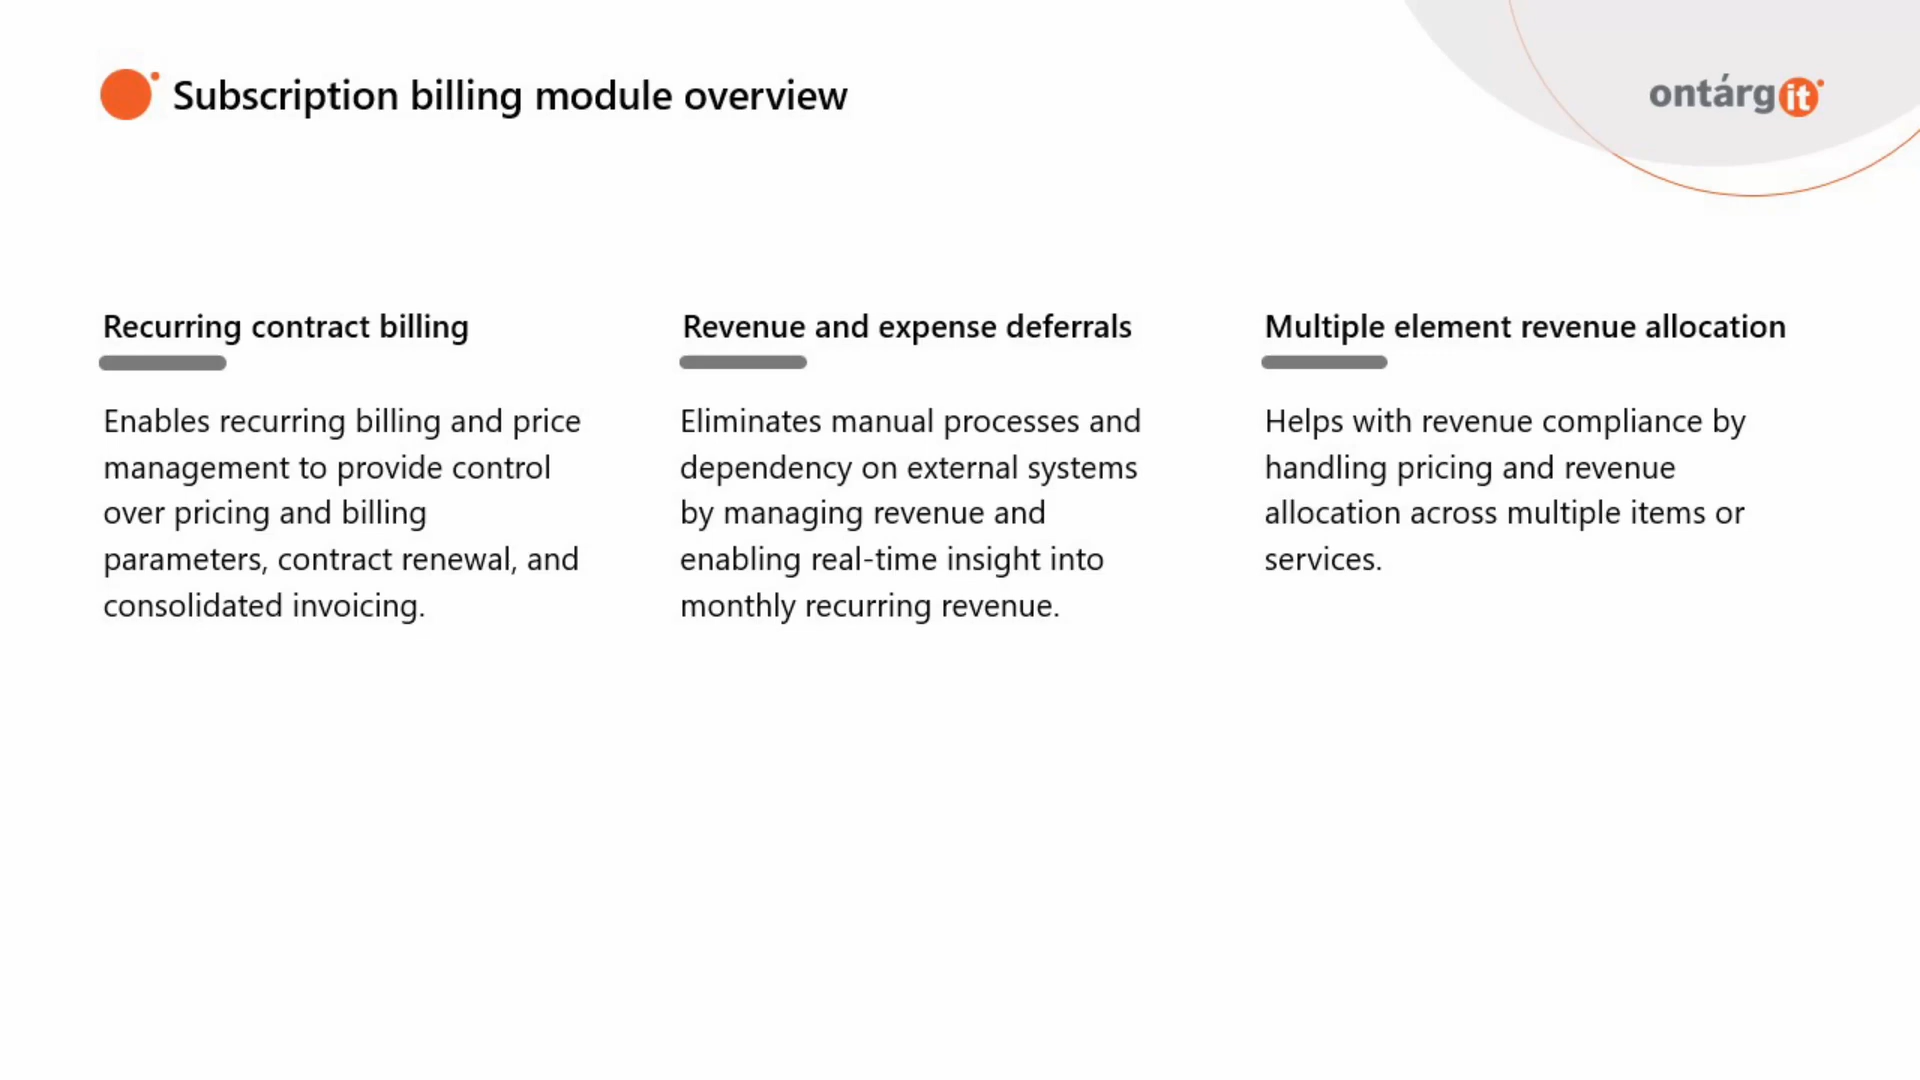 Subscription billing module overview
ontárgit
Recurring contract billing
Enables recurring billing and price
management to provide control
over pricing and billing
parameters, contract renewal, and
consolidated invoicing.
Revenue and expense deferrals
Eliminates manual processes and
dependency on external systems
by managing revenue and
enabling real-time insight into
monthly recurring revenue.
Multiple element revenue allocation
Helps with revenue compliance by
handling pricing and revenue
allocation across multiple items or
services.